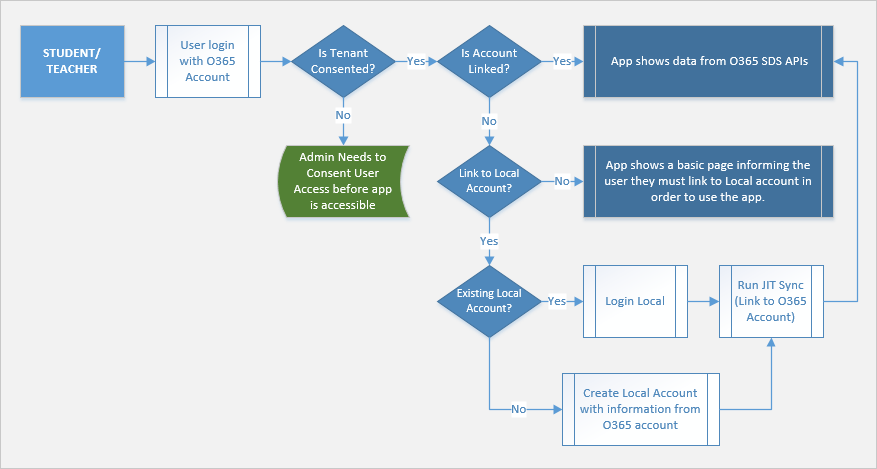 STUDENT/
TEACHER
User login
with O365
Account
Is Tenant
Consented?
Yes
Is Account
Linked?
Yes
App shows data from O365 SDS APIs
No
No
Admin Needs to
Consent User
Access before app
is accessible
Link to Local
Account?
No
App shows a basic page informing the
user they must link to Local account in
order to use the app.
Yes
Existing Local
Account?
Yes
Login Local
Run JIT Sync
(Link to O365
Account)
No
Create Local Account
with information from
O365 account